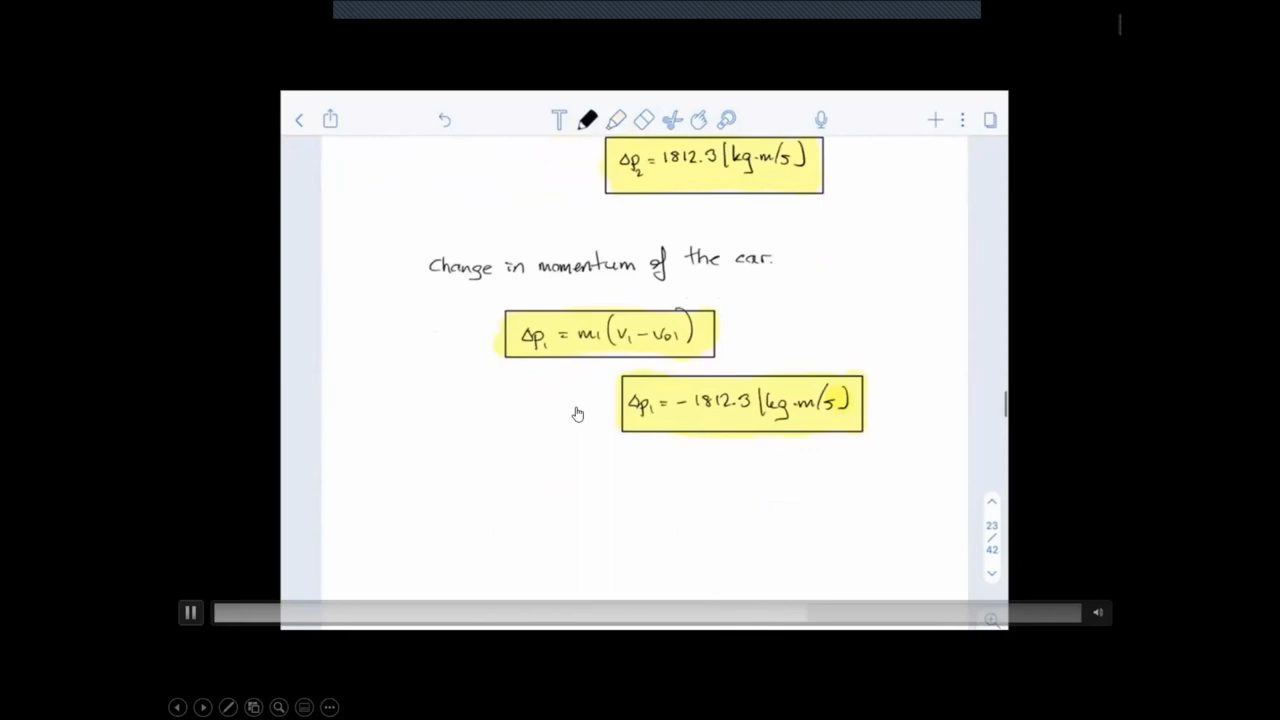 Δp₂ = 1812.3 [kg·m/s]
Change in momentum of the car.
Δp₁ = m₁(v₁ − v₀₁)
Δp₁ = − 1812.3 [kg·m/s]
T
23
/
42